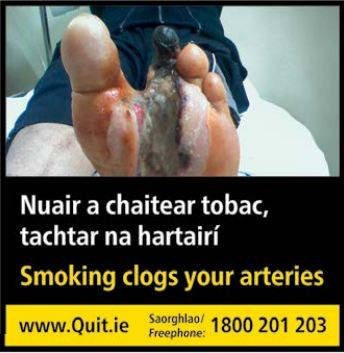 Nuair a chaitear tobac,
tachtar na hartairí
Smoking clogs your arteries
www.Quit.ie Saorghlao/ Freephone: 1800 201 203